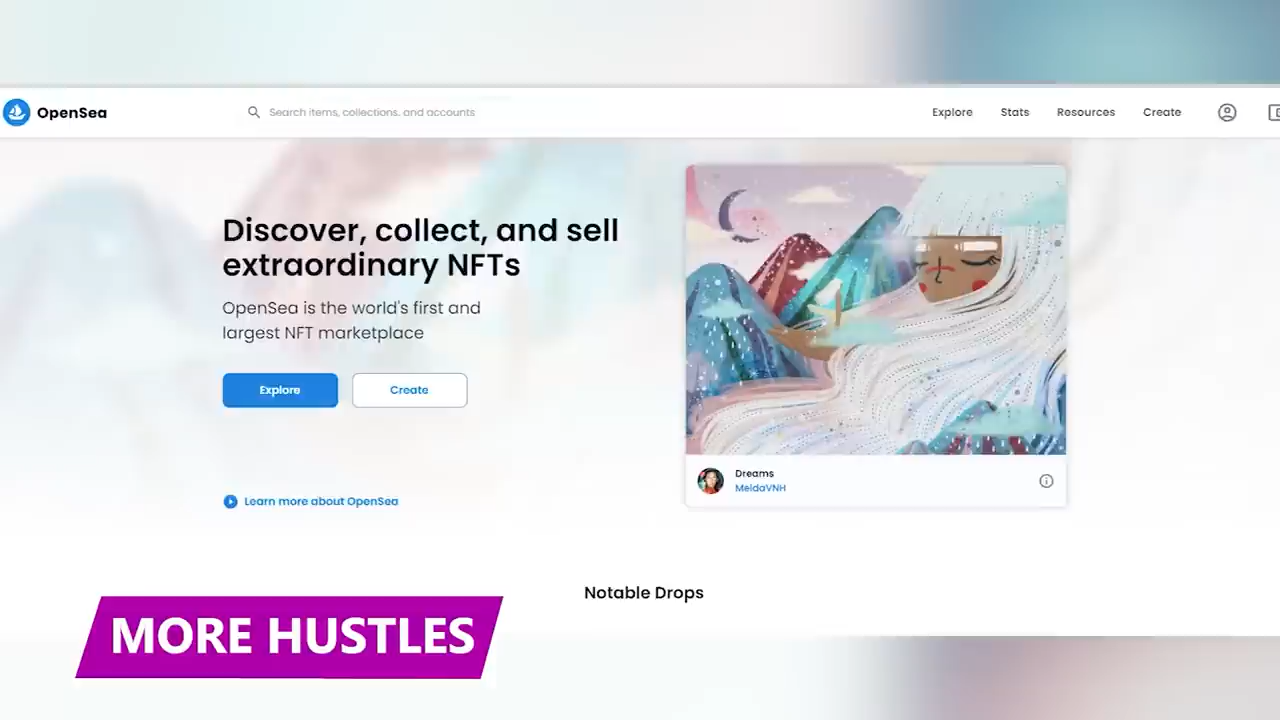 OpenSea
Search items, collections, and accounts
Explore
Stats
Resources
Create
Discover, collect, and sell
extraordinary NFTs
OpenSea is the world's first and
largest NFT marketplace
Explore
Create
Learn more about OpenSea
Dreams
MeldaVNH
Notable Drops
MORE HUSTLES